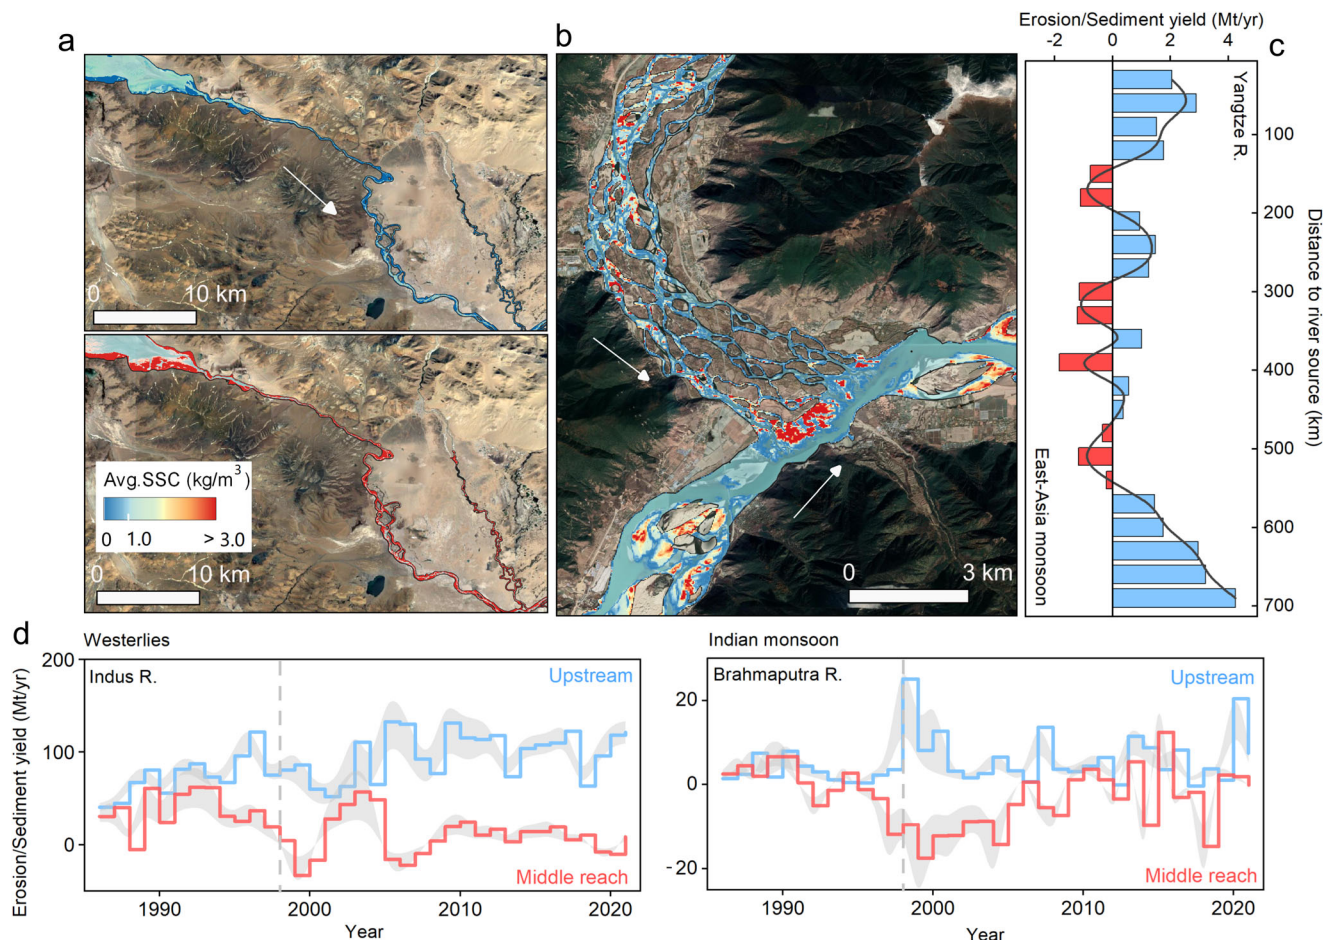 a
0
10 km
Avg.SSC (kg/m³)
0 1.0 > 3.0
0
10 km
b
0
3 km
c
Erosion/Sediment yield (Mt/yr)
-2 0 2 4
Yangtze R.
East-Asia monsoon
100
200
300
400
500
600
700
Distance to river source (km)
d
Westerlies
Indus R.
Upstream
Middle reach
Erosion/Sediment yield (Mt/yr)
200
100
0
1990 2000 2010 2020
Year
Indian monsoon
Brahmaputra R.
Upstream
Middle reach
20
0
-20
1990 2000 2010 2020
Year